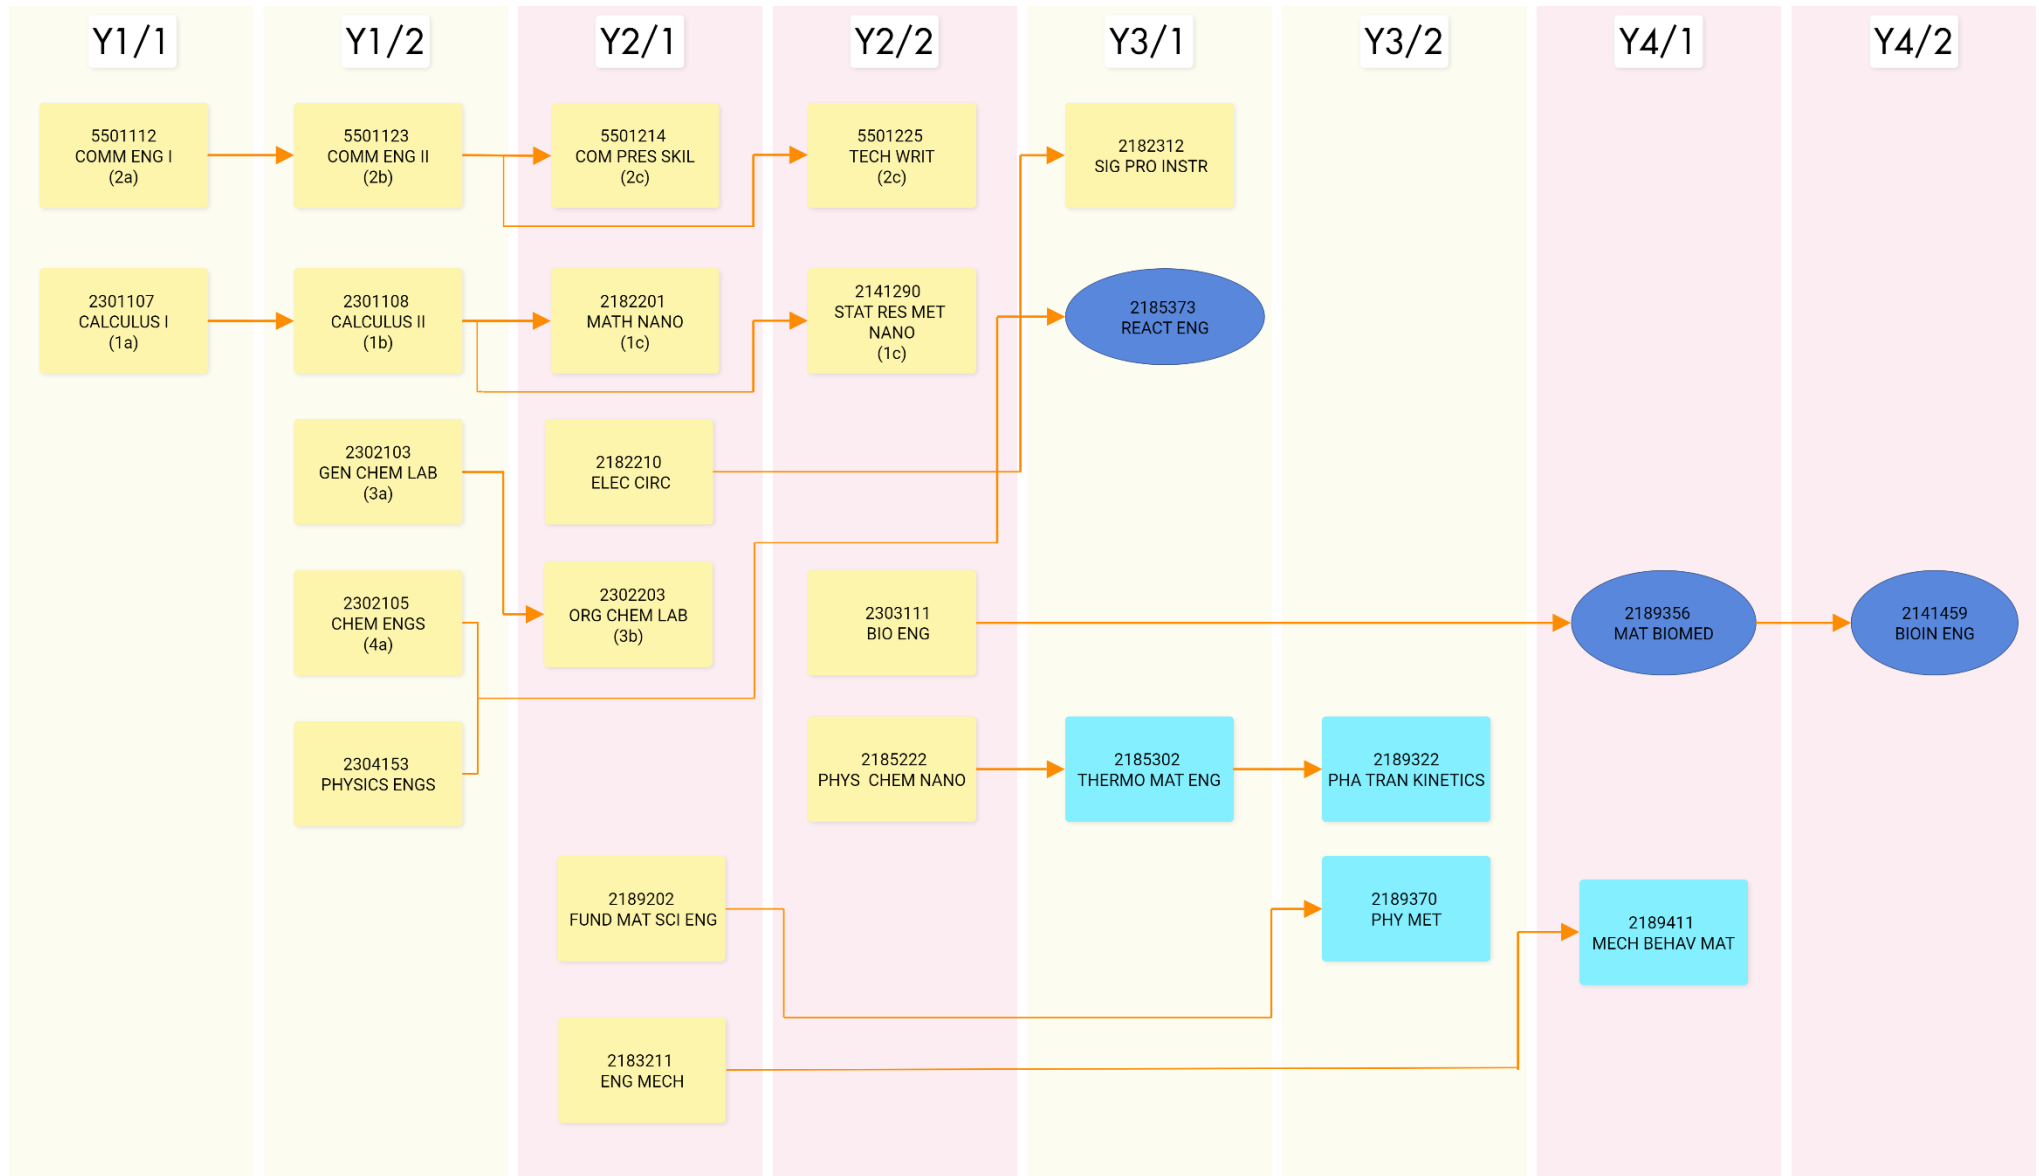 Y1/1
Y1/2
Y2/1
Y2/2
Y3/1
Y3/2
Y4/1
Y4/2
5501112
COMM ENG I
(2a)
5501123
COMM ENG II
(2b)
5501214
COM PRES SKIL
(2c)
5501225
TECH WRIT
(2c)
2182312
SIG PRO INSTR
2301107
CALCULUS I
(1a)
2301108
CALCULUS II
(1b)
2182201
MATH NANO
(1c)
2141290
STAT RES MET
NANO
(1c)
2185373
REACT ENG
2302103
GEN CHEM LAB
(3a)
2182210
ELEC CIRC
2302105
CHEM ENGS
(4a)
2302203
ORG CHEM LAB
(3b)
2303111
BIO ENG
2189356
MAT BIOMED
2141459
BIOIN ENG
2304153
PHYSICS ENGS
2185222
PHYS  CHEM NANO
2185302
THERMO MAT ENG
2189322
PHA TRAN KINETICS
2189202
FUND MAT SCI ENG
2189370
PHY MET
2189411
MECH BEHAV MAT
2183211
ENG MECH